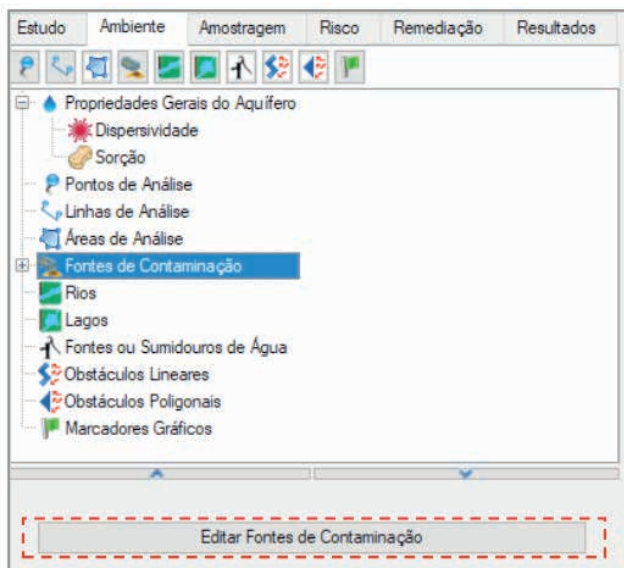 Estudo Ambiente Amostragem Risco Remediação Resultados
Propriedades Gerais do Aquífero
Dispersividade
Sorção
Pontos de Análise
Linhas de Análise
Áreas de Análise
Fontes de Contaminação
Rios
Lagos
Fontes ou Sumidouros de Água
Obstáculos Lineares
Obstáculos Poligonais
Marcadores Gráficos
Editar Fontes de Contaminação